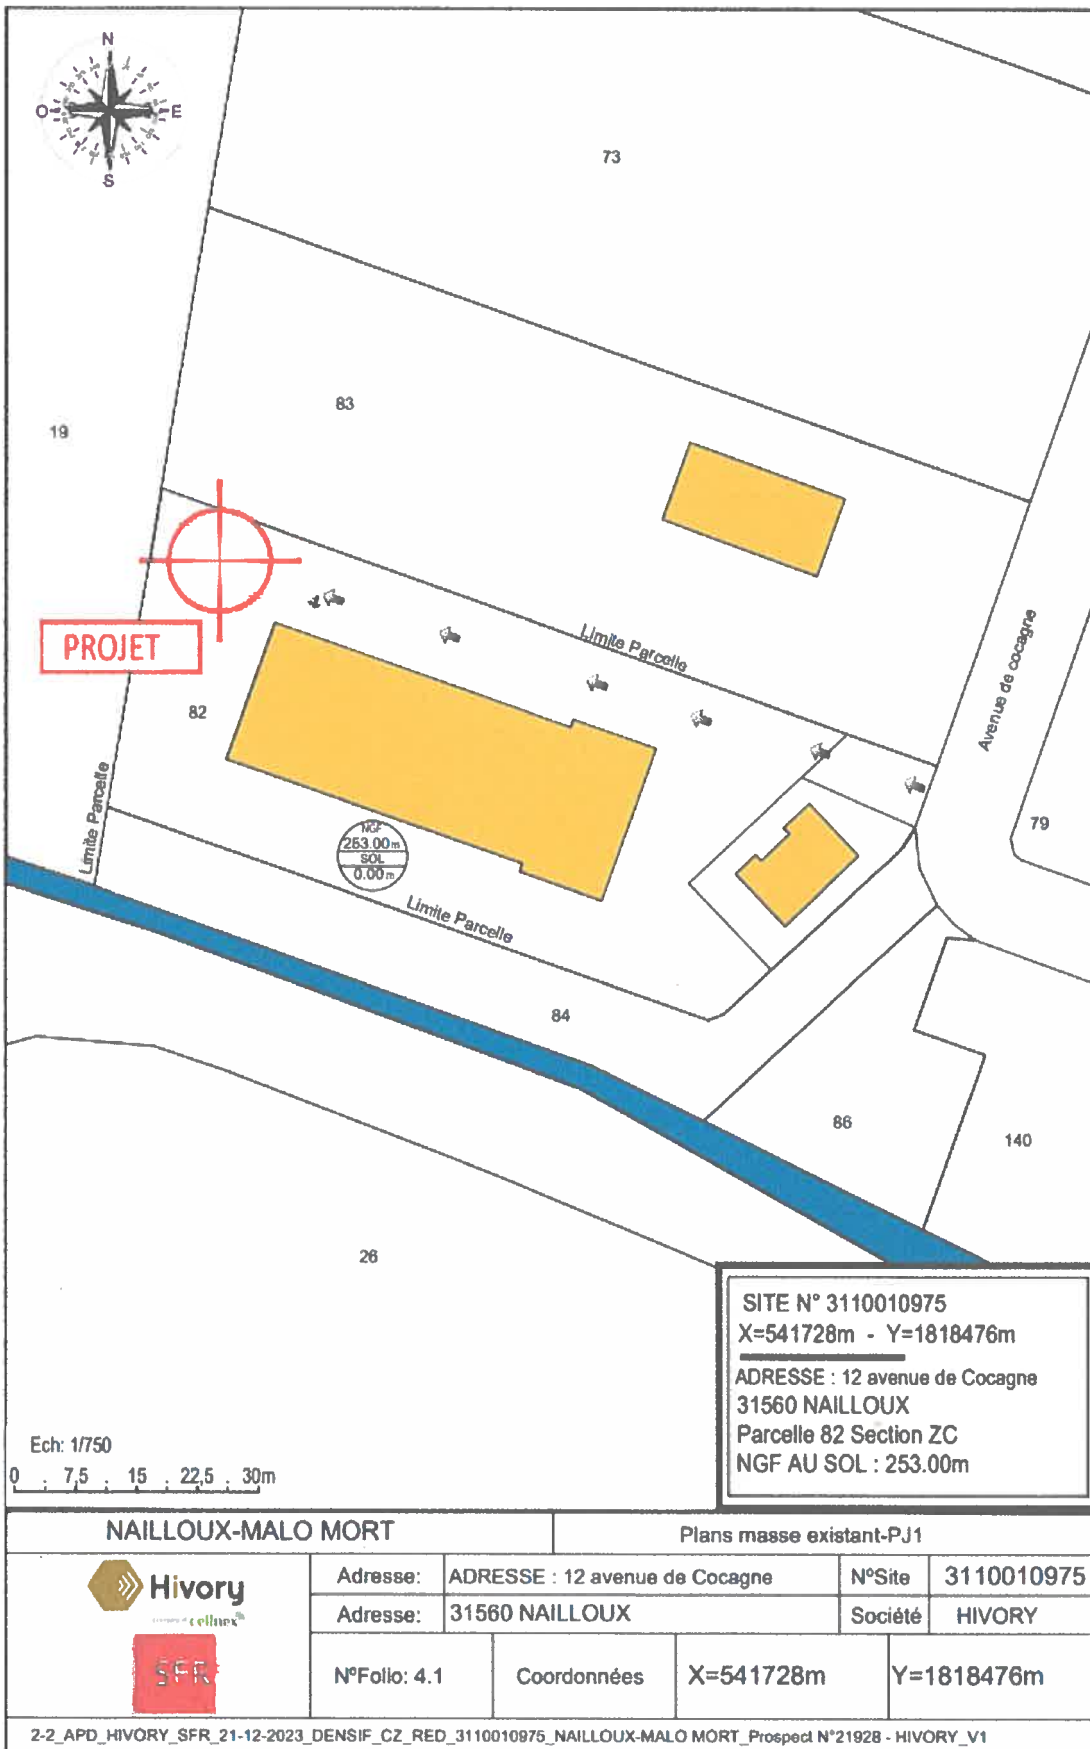 N
O
E
S
73
83
19
PROJET
Limite Parcelle
Avenue de cocagne
82
Limite Parcelle
79
NGF
253.00m
SOL
0.00m
Limite Parcelle
84
86
140
26
SITE N° 3110010975
X=541728m - Y=1818476m
ADRESSE : 12 avenue de Cocagne
31560 NAILLOUX
Parcelle 82 Section ZC
NGF AU SOL : 253.00m
Ech: 1/750
0 7,5 15 22,5 30m
NAILLOUX-MALO MORT
Plans masse existant-PJ1
Hivory
cellnex
SFR
Adresse: ADRESSE : 12 avenue de Cocagne N°Site 3110010975
Adresse: 31560 NAILLOUX Société HIVORY
N°Folio: 4.1 Coordonnées X=541728m Y=1818476m
2-2_APD_HIVORY_SFR_21-12-2023_DENSIF_CZ_RED_3110010975_NAILLOUX-MALO MORT_Prospect N°21928 - HIVORY_V1